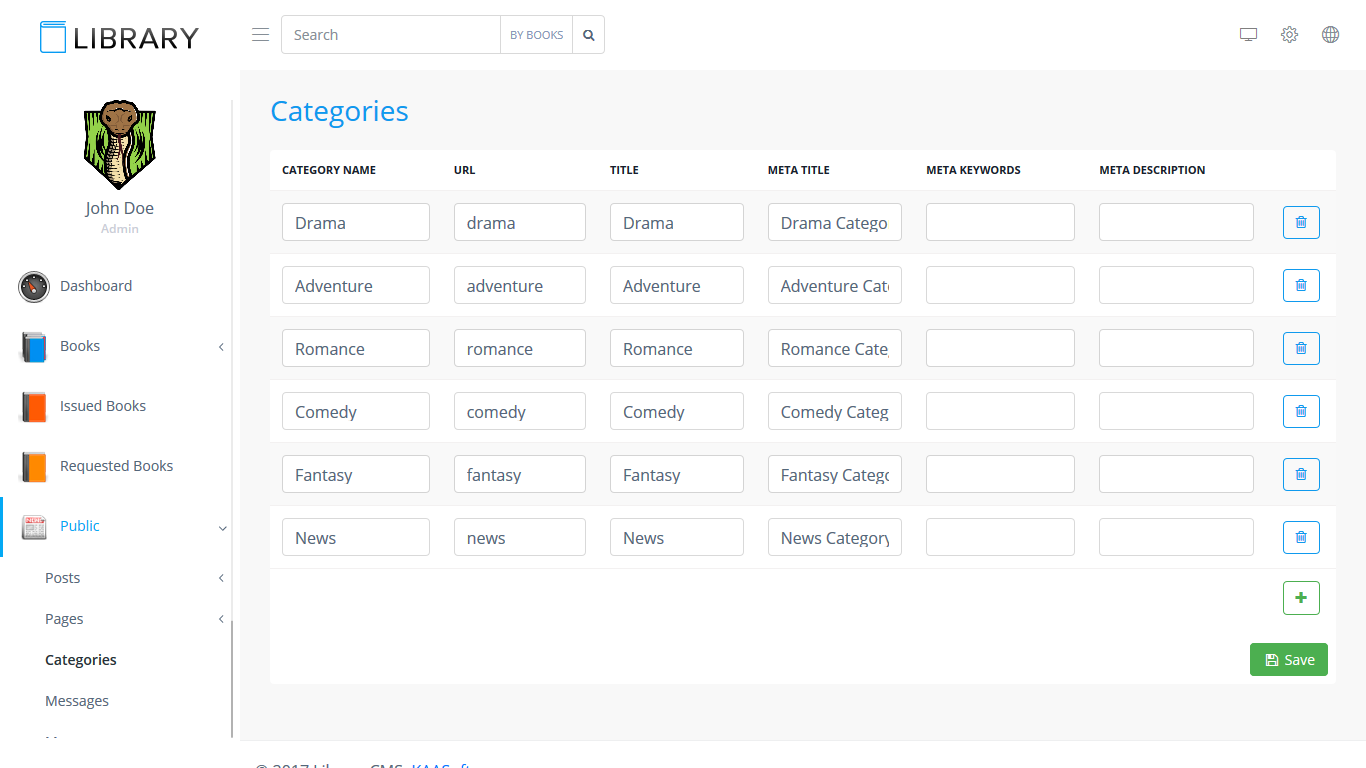 LIBRARY
Search BY BOOKS
John Doe
Admin
Dashboard
Books
Issued Books
Requested Books
Public
Posts
Pages
Categories
Messages
Categories
CATEGORY NAME URL TITLE META TITLE META KEYWORDS META DESCRIPTION
Drama drama Drama Drama Catego
Adventure adventure Adventure Adventure Cat
Romance romance Romance Romance Cate
Comedy comedy Comedy Comedy Categ
Fantasy fantasy Fantasy Fantasy Catego
News news News News Category
Save
© 2017 Library CMS KAASoft